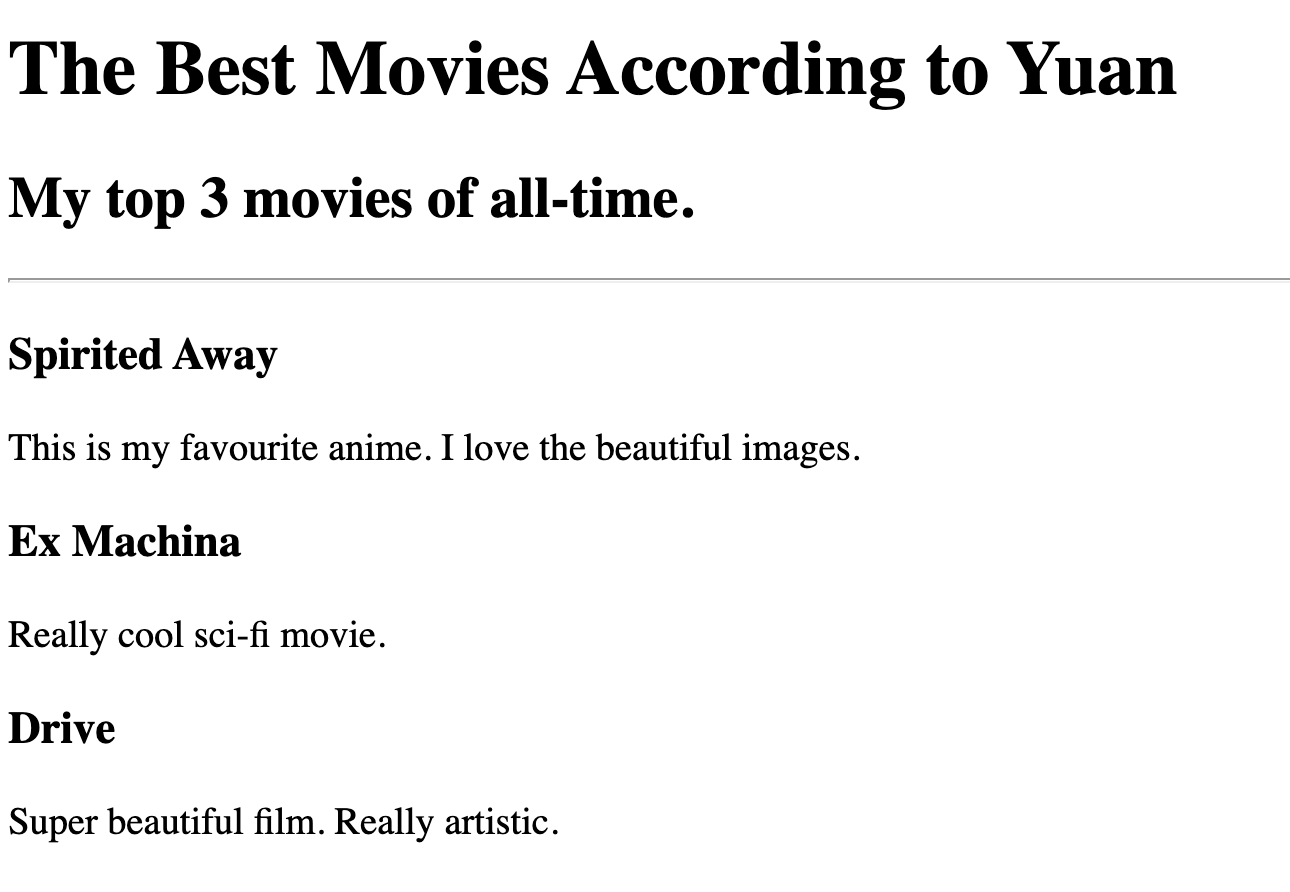 The Best Movies According to Yuan
My top 3 movies of all-time.
Spirited Away
This is my favourite anime. I love the beautiful images.
Ex Machina
Really cool sci-fi movie.
Drive
Super beautiful film. Really artistic.